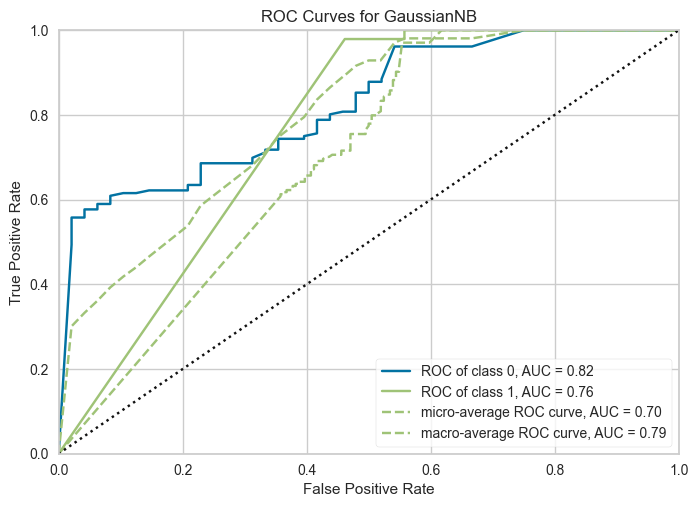 ROC Curves for GaussianNB
True Positive Rate
1.0
0.8
0.6
0.4
0.2
0.0
ROC of class 0, AUC = 0.82
ROC of class 1, AUC = 0.76
micro-average ROC curve, AUC = 0.70
macro-average ROC curve, AUC = 0.79
0.0 0.2 0.4 0.6 0.8 1.0
False Positive Rate